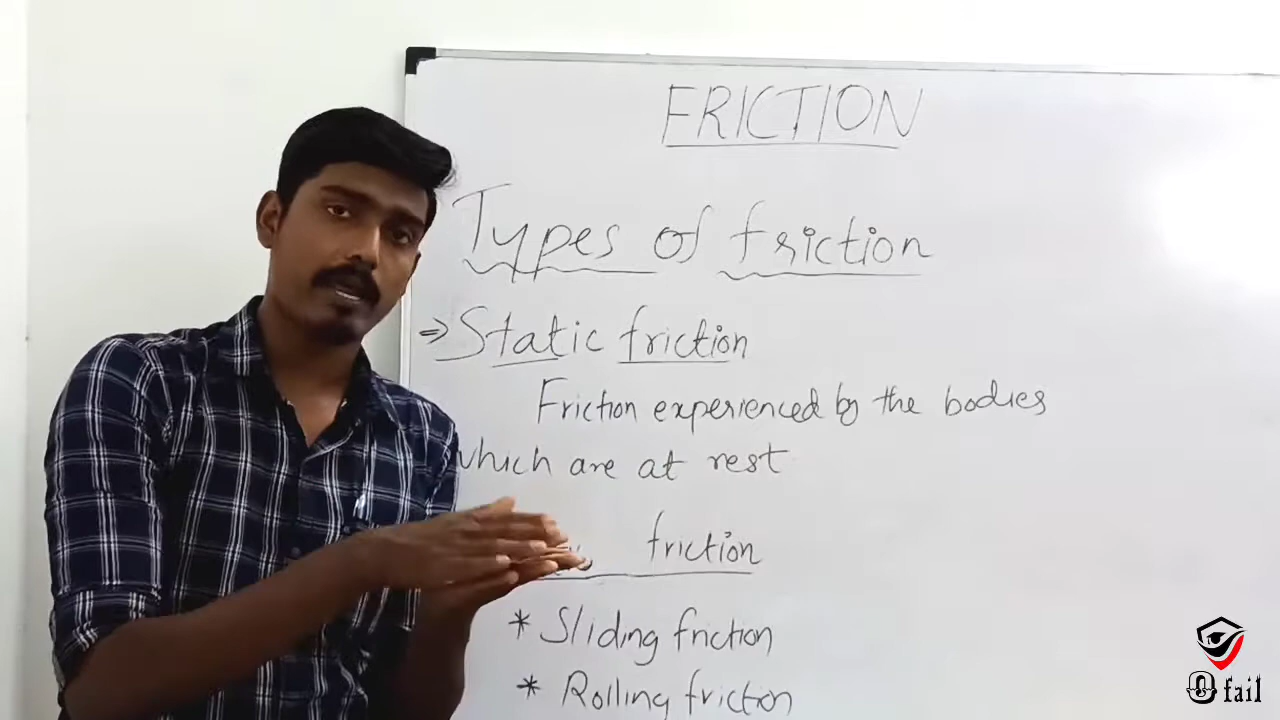 FRICTION
Types of friction
⇒ Static friction
Friction experienced by the bodies
which are at rest
friction
* Sliding friction
* Rolling friction
0 fail